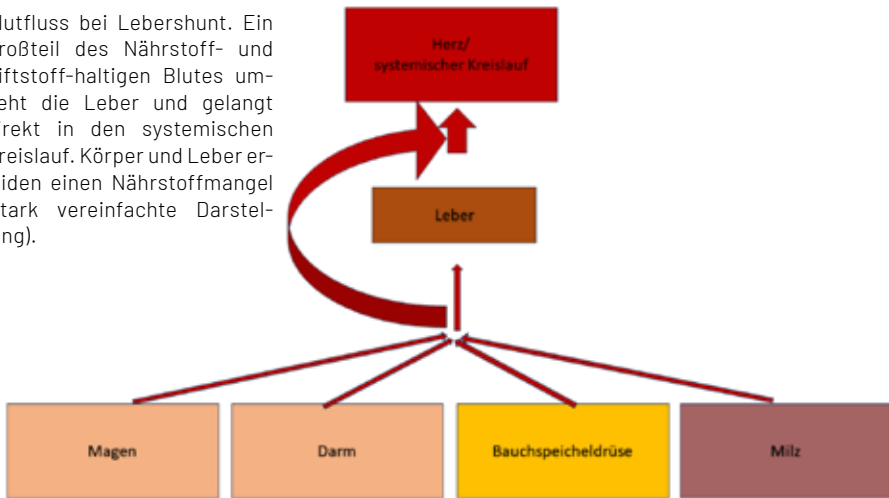 lutfluss bei Lebershunt. Ein
roßteil des Nährstoff- und
iftstoff-haltigen Blutes um-
eht die Leber und gelangt
irekt in den systemischen
reislauf. Körper und Leber er-
eiden einen Nährstoffmangel
tark vereinfachte Darstel-
ng).
Herz/
systemischer Kreislauf
Leber
Magen
Darm
Bauchspeicheldrüse
Milz